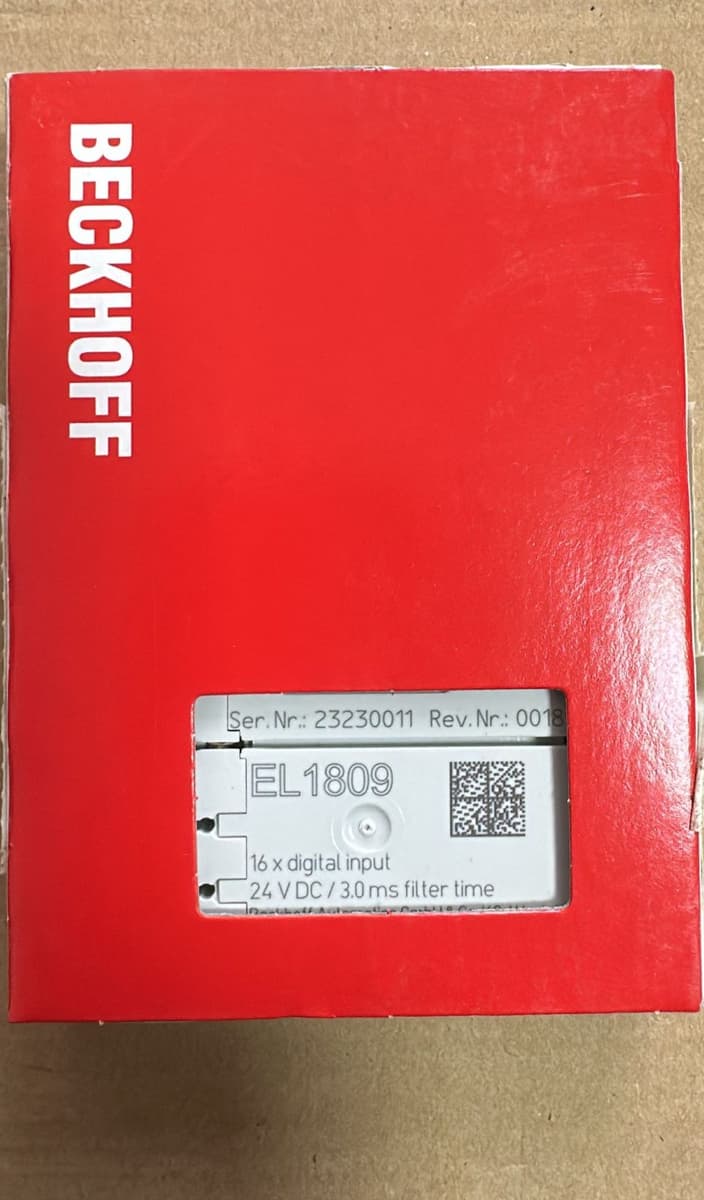 BECKHOFF
Ser. Nr.: 23230011 Rev. Nr.: 0018
EL1809
16 x digital input
24 V DC / 3.0 ms filter time